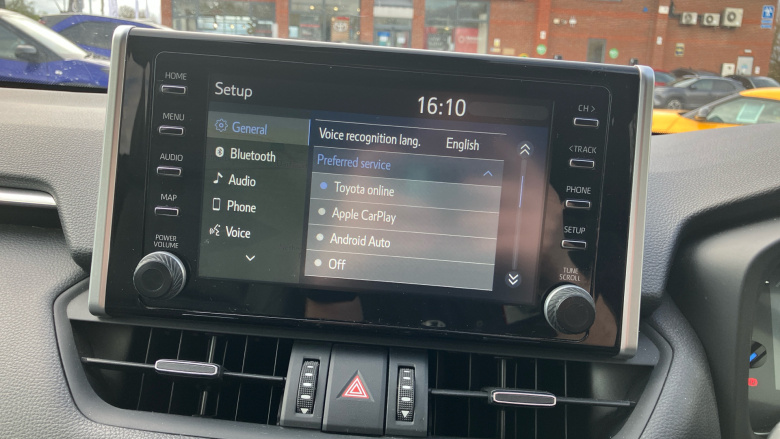 HOME
MENU
AUDIO
MAP
POWER
VOLUME
Setup
16:10
General
Bluetooth
Audio
Phone
Voice
Voice recognition lang. English
Preferred service
Toyota online
Apple CarPlay
Android Auto
Off
CH >
< TRACK
PHONE
SETUP
TUNE
SCROLL